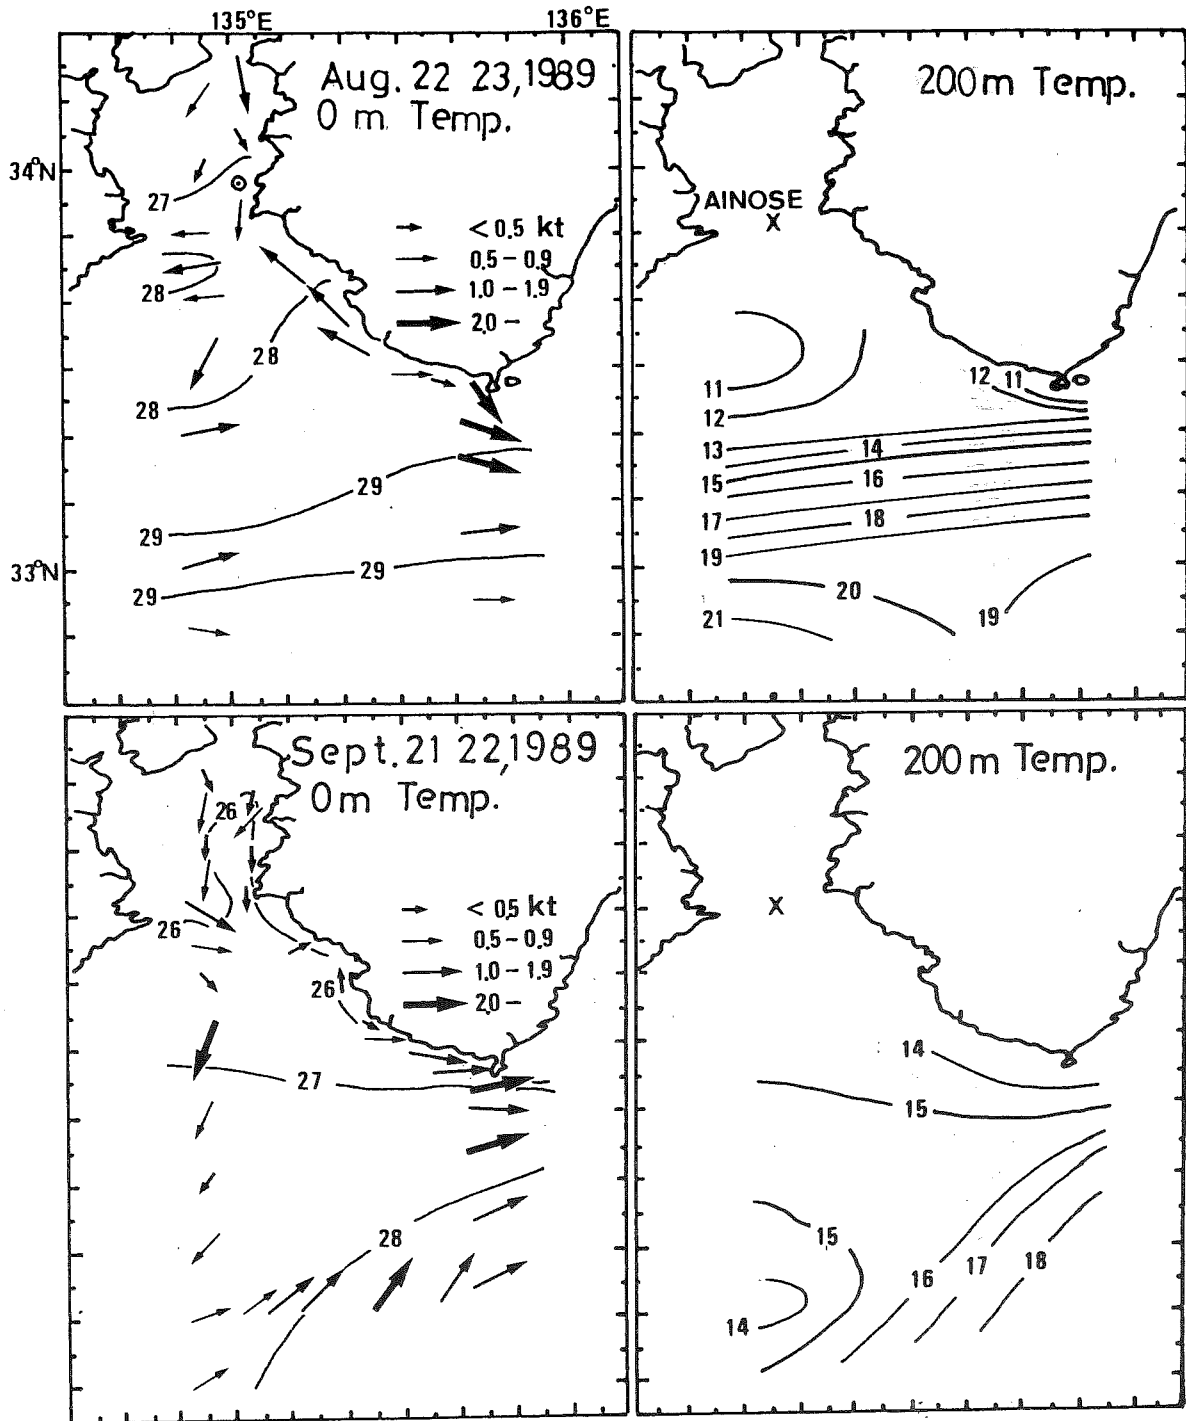 135°E
136°E
Aug. 22 23, 1989
0 m Temp.
200m Temp.
34°N
27
AINOSE
X
< 0.5 kt
0.5 - 0.9
1.0 - 1.9
2.0 -
28
28
28
11
12
12
11
13
14
15
16
17
18
19
29
29
33°N
29
29
20
21
19
Sept. 21 22, 1989
0m Temp.
200m Temp.
26
26
X
< 0.5 kt
0.5 - 0.9
1.0 - 1.9
2.0 -
26
27
14
15
28
15
16
17
18
14